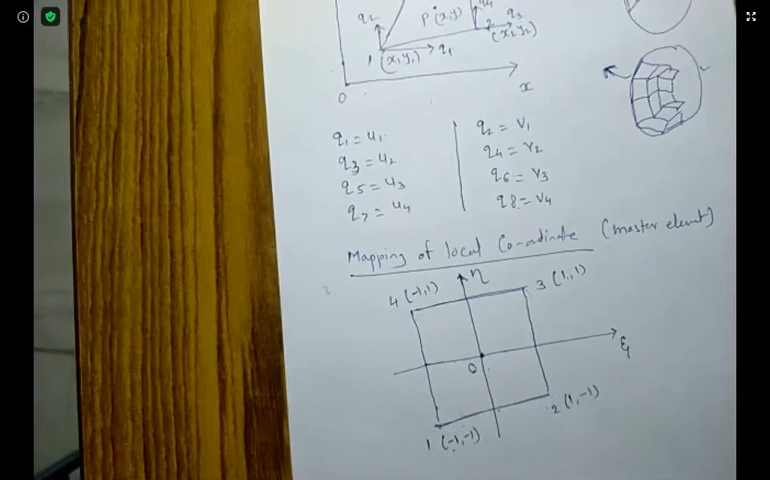 q2
q4
P(x,y)
1 (x1 y1)
q1
2
q3
(x2 y2)
0
x
q1 = u1 q2 = v1
q3 = u2 q4 = v2
q5 = u3 q6 = v3
q7 = u4 q8 = v4
Mapping of local Co-ordinate (master element)
η
4 (-1,1) 3 (1,1)
ξ
0
2 (1,-1)
1 (-1,-1)